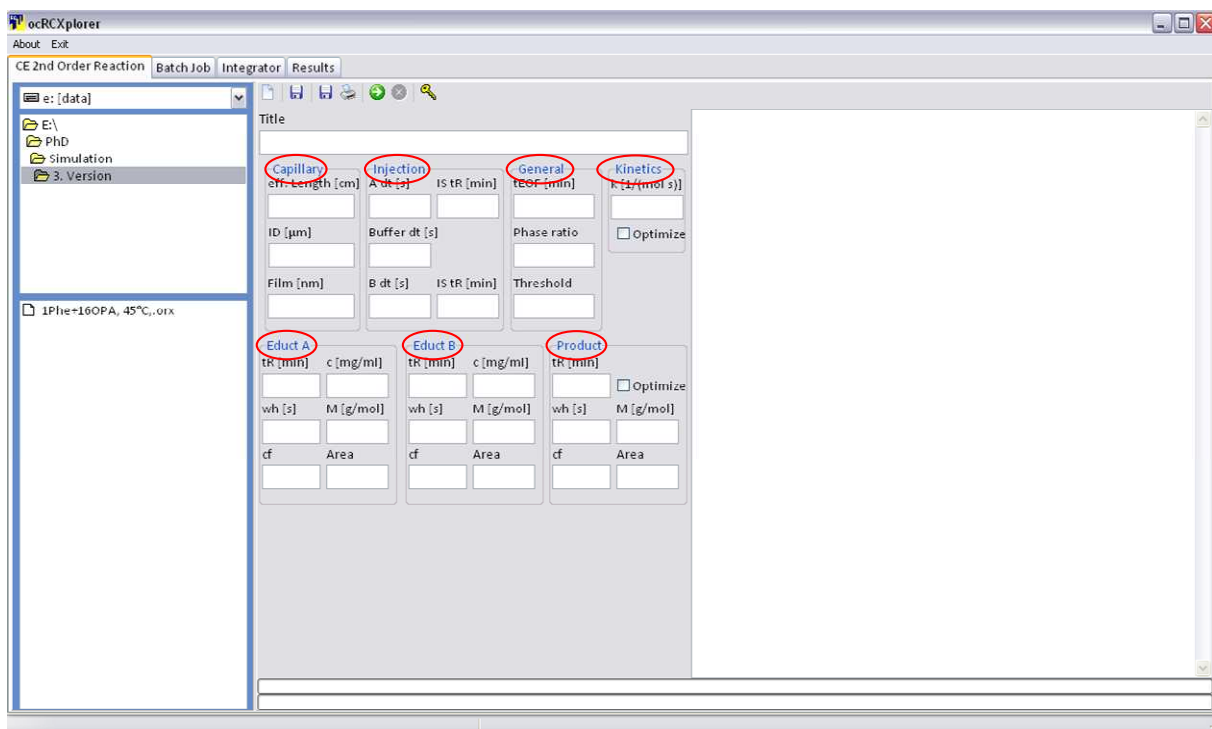 ocRCXplorer
About Exit
CE 2nd Order Reaction Batch Job Integrator Results
e: [data]
E:\
PhD
Simulation
3. Version
1Phe+16OPA, 45°C,.orx
Title
Capillary Injection General Kinetics
eff. Length [cm] A dt [s] IS tR [min] tEOF [min] k [1/(mol s)]
ID [µm] Buffer dt [s] Phase ratio Optimize
Film [nm] B dt [s] IS tR [min] Threshold
Educt A Educt B Product
tR [min] c [mg/ml] tR [min] c [mg/ml] tR [min]
Optimize
wh [s] M [g/mol] wh [s] M [g/mol] wh [s] M [g/mol]
cf Area cf Area cf Area